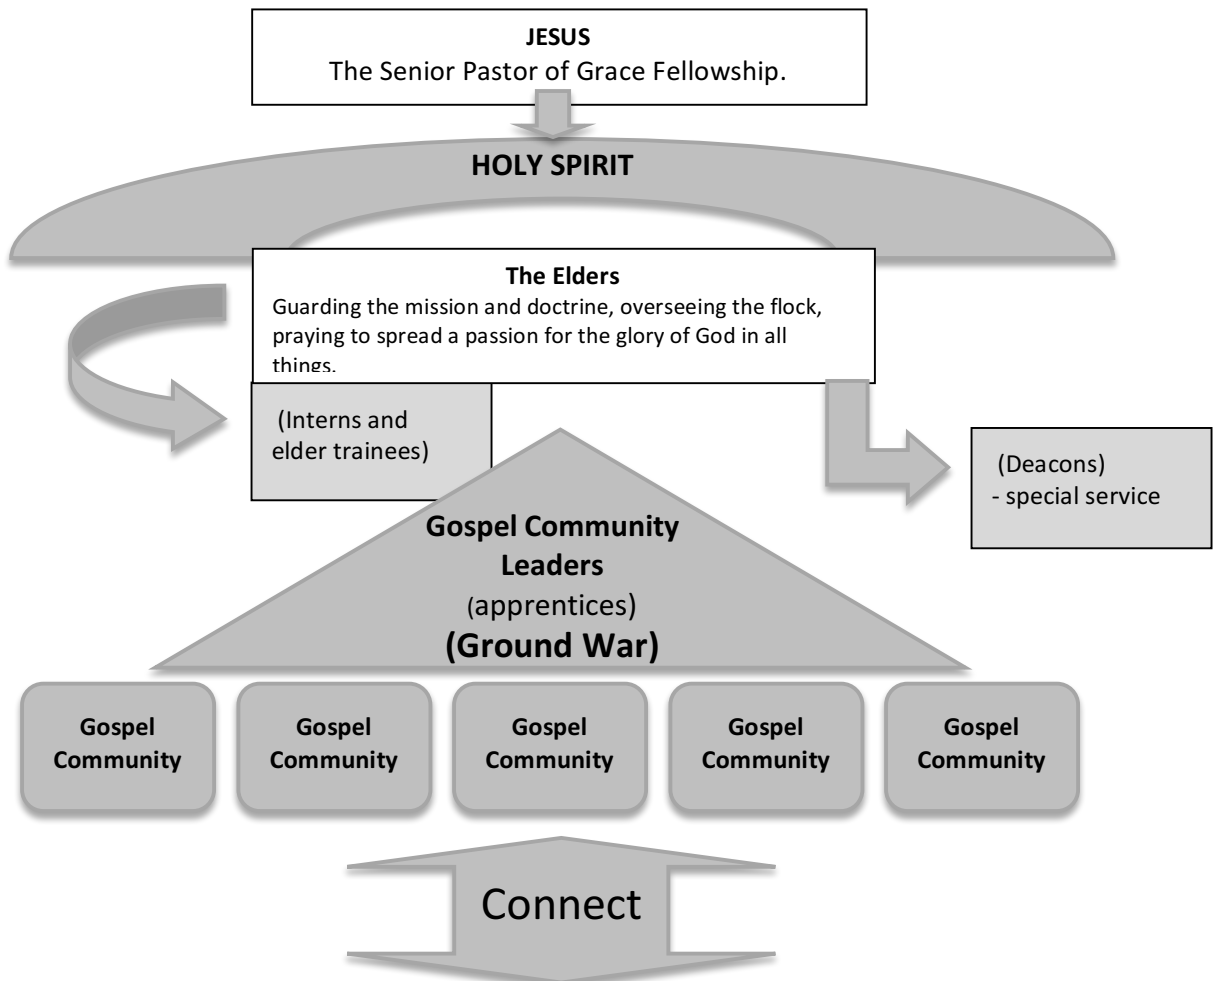 JESUS
The Senior Pastor of Grace Fellowship.
HOLY SPIRIT
The Elders
Guarding the mission and doctrine, overseeing the flock,
praying to spread a passion for the glory of God in all
things.
(Interns and
elder trainees)
(Deacons)
- special service
Gospel Community
Leaders
(apprentices)
(Ground War)
Gospel
Community
Gospel
Community
Gospel
Community
Gospel
Community
Gospel
Community
Connect